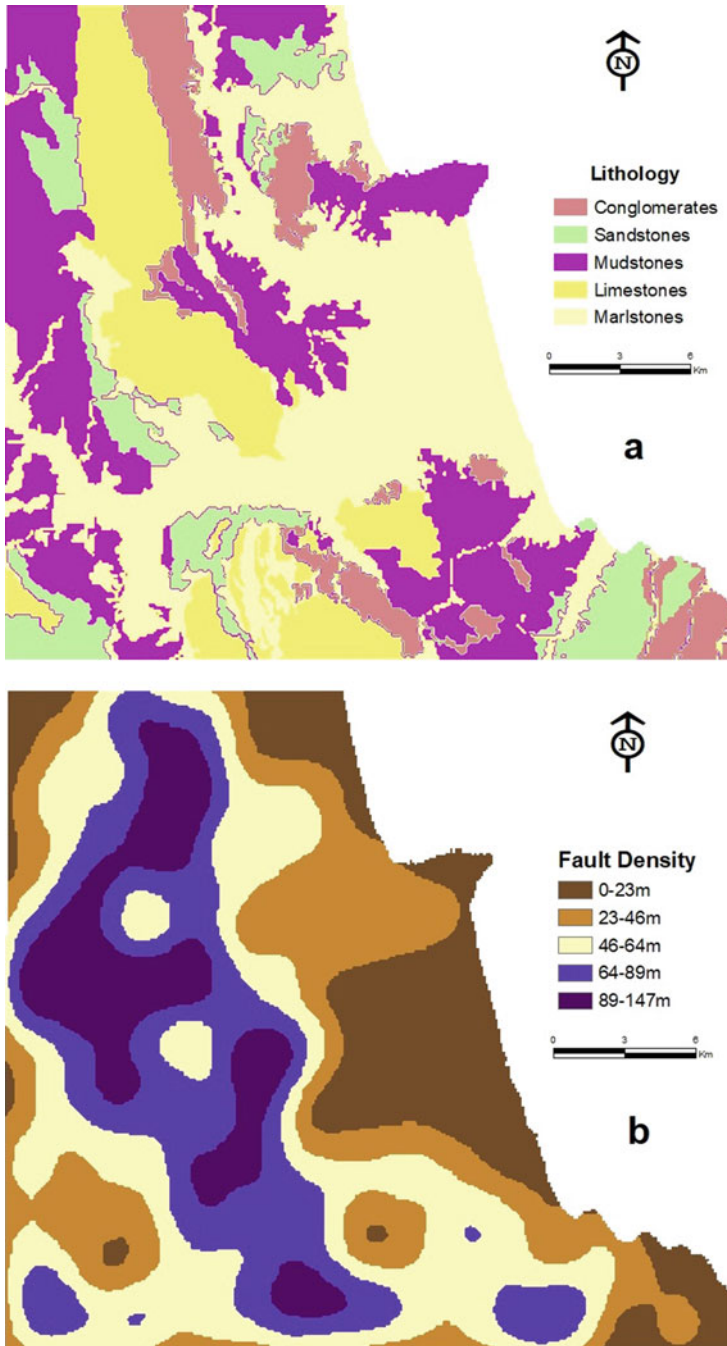 N
Lithology
Conglomerates
Sandstones
Mudstones
Limestones
Marlstones
0 3 6
Km
a
N
Fault Density
0-23m
23-46m
46-64m
64-89m
89-147m
0 3 6
Km
b